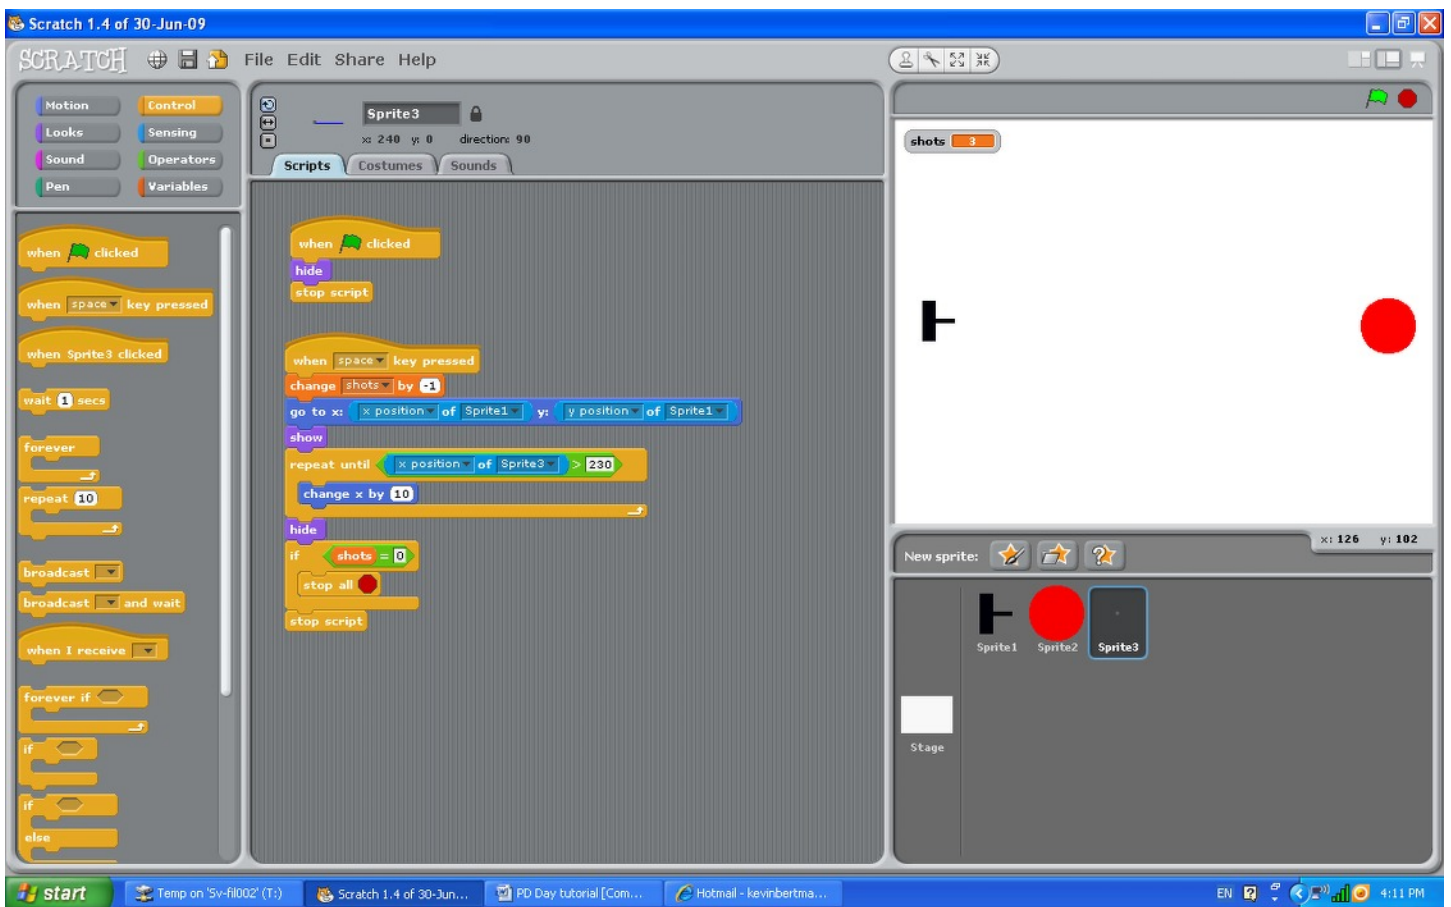 Scratch 1.4 of 30-Jun-09
SCRATCH File Edit Share Help
Motion Control
Looks Sensing
Sound Operators
Pen Variables
when clicked
when space key pressed
when Sprite3 clicked
wait 1 secs
forever
repeat 10
broadcast
broadcast and wait
when I receive
forever if
if
if
else
Sprite3
x: 240 y: 0 direction: 90
Scripts Costumes Sounds
when clicked
hide
stop script
when space key pressed
change shots by -1
go to x: x position of Sprite1 y: y position of Sprite1
show
repeat until x position of Sprite3 > 230
change x by 10
hide
if shots = 0
stop all
stop script
shots 3
x: 126 y: 102
New sprite:
Sprite1 Sprite2 Sprite3
Stage
start Temp on 'Sv-fil002' (T:) Scratch 1.4 of 30-Jun... PD Day tutorial [Com... Hotmail - kevinbertma... EN 4:11 PM